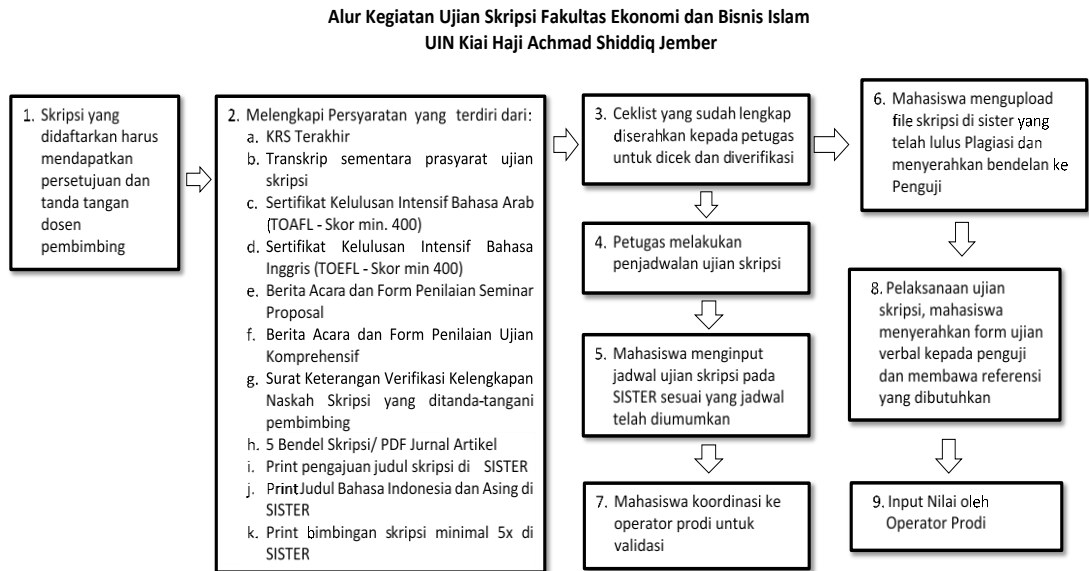 Alur Kegiatan Ujian Skripsi Fakultas Ekonomi dan Bisnis Islam
UIN Kiai Haji Achmad Shiddiq Jember
1. Skripsi yang
didaftarkan harus
mendapatkan
persetujuan dan
tanda tangan
dosen
pembimbing
2. Melengkapi Persyaratan yang terdiri dari:
a. KRS Terakhir
b. Transkrip sementara prasyarat ujian
skripsi
c. Sertifikat Kelulusan Intensif Bahasa Arab
(TOAFL - Skor min. 400)
d. Sertifikat Kelulusan Intensif Bahasa
Inggris (TOEFL - Skor min 400)
e. Berita Acara dan Form Penilaian Seminar
Proposal
f. Berita Acara dan Form Penilaian Ujian
Komprehensif
g. Surat Keterangan Verifikasi Kelengkapan
Naskah Skripsi yang ditanda-tangani
pembimbing
h. 5 Bendel Skripsi/ PDF Jurnal Artikel
i. Print pengajuan judul skripsi di SISTER
j. Print Judul Bahasa Indonesia dan Asing di
SISTER
k. Print bimbingan skripsi minimal 5x di
SISTER
3. Ceklist yang sudah lengkap
diserahkan kepada petugas
untuk dicek dan diverifikasi
4. Petugas melakukan
penjadwalan ujian skripsi
5. Mahasiswa menginput
jadwal ujian skripsi pada
SISTER sesuai yang jadwal
telah diumumkan
7. Mahasiswa koordinasi ke
operator prodi untuk
validasi
6. Mahasiswa mengupload
file skripsi di sister yang
telah lulus Plagiasi dan
menyerahkan bendelan ke
Penguji
8. Pelaksanaan ujian
skripsi, mahasiswa
menyerahkan form ujian
verbal kepada penguji
dan membawa referensi
yang dibutuhkan
9. Input Nilai oleh
Operator Prodi